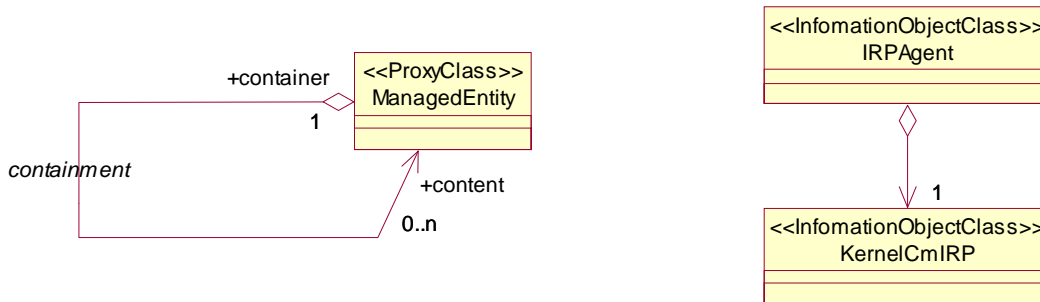 +container
1
<<ProxyClass>>
ManagedEntity
containment
+content
0..n
<<InfomationObjectClass>>
IRPAgent
1
<<InfomationObjectClass>>
KernelCmIRP